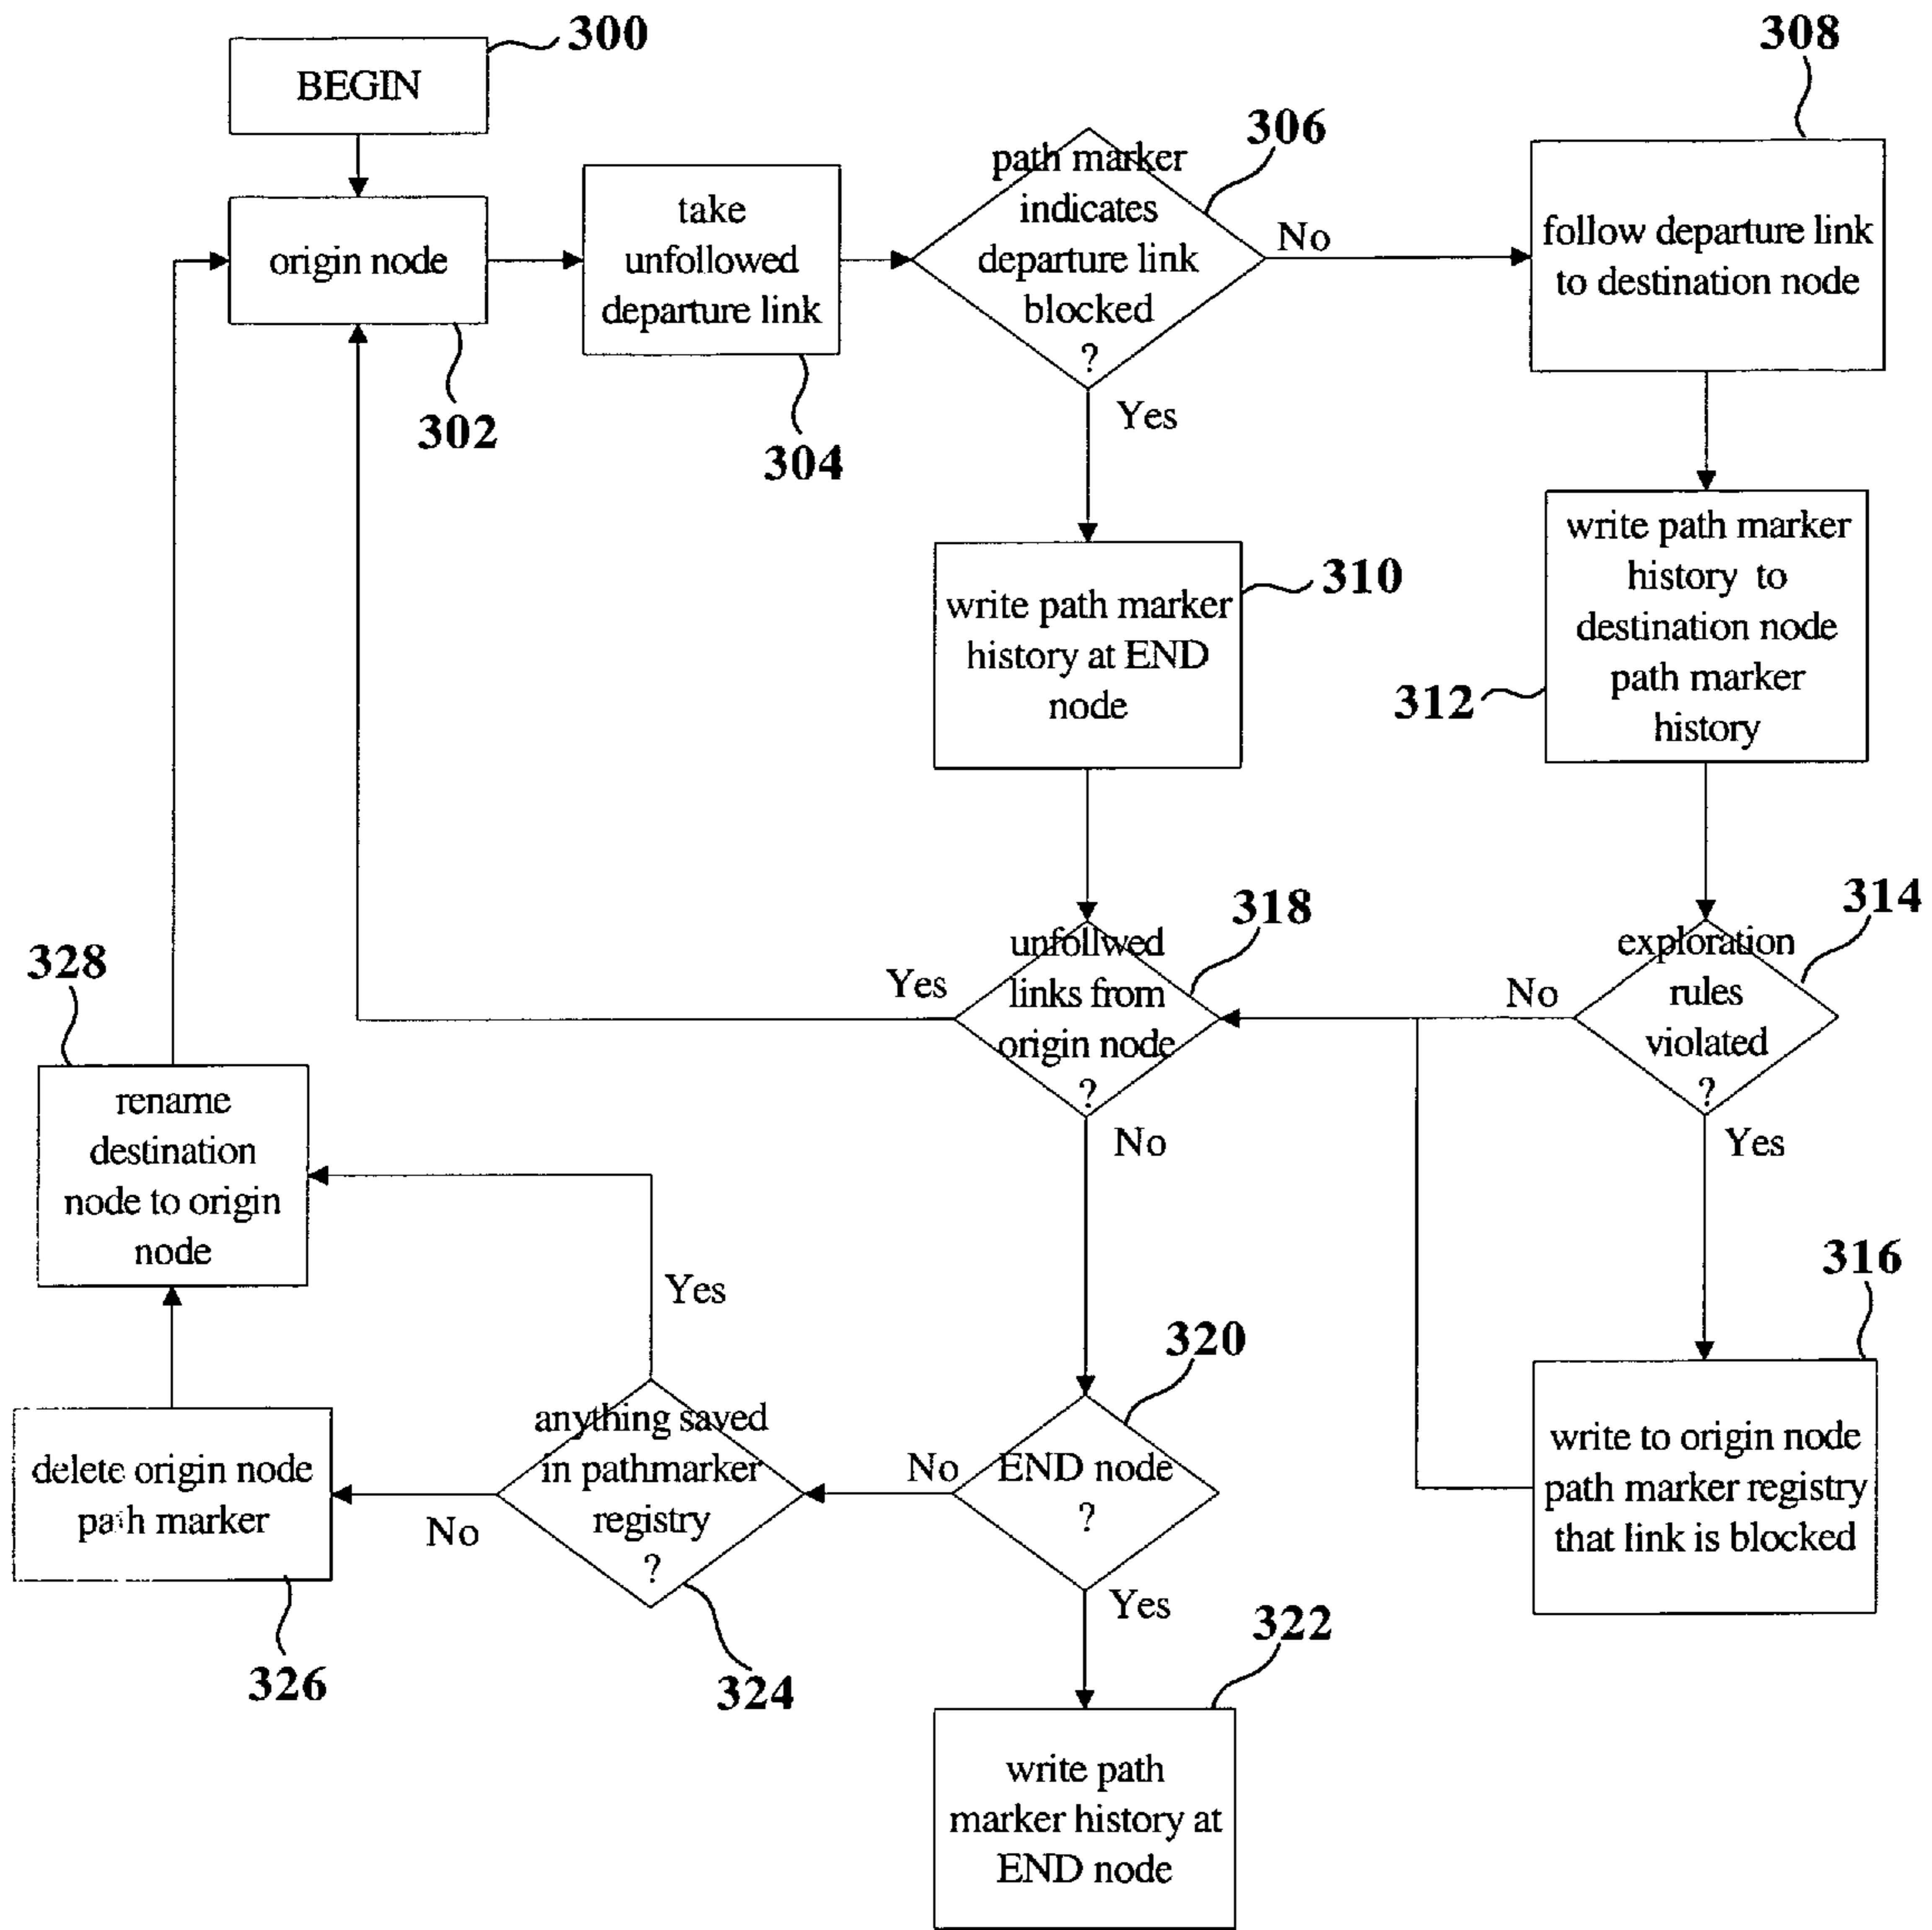 300
BEGIN
308
306
path marker
indicates
departure link
blocked
?
take
unfollowed
departure link
origin node
No
follow departure link
to destination node
302
304
Yes
write path marker
history to
destination node
path marker
history
310
write path marker
history at END
node
312
318
314
unfollwed
links from
origin node
?
exploration
rules
violated
?
328
Yes
No
rename
destination
node to origin
node
No
Yes
316
Yes
320
anything saved
in pathmarker
registry
?
END node
?
write to origin node
path marker registry
that link is blocked
delete origin node
path marker
No
No
Yes
322
326
324
write path
marker history at
END node